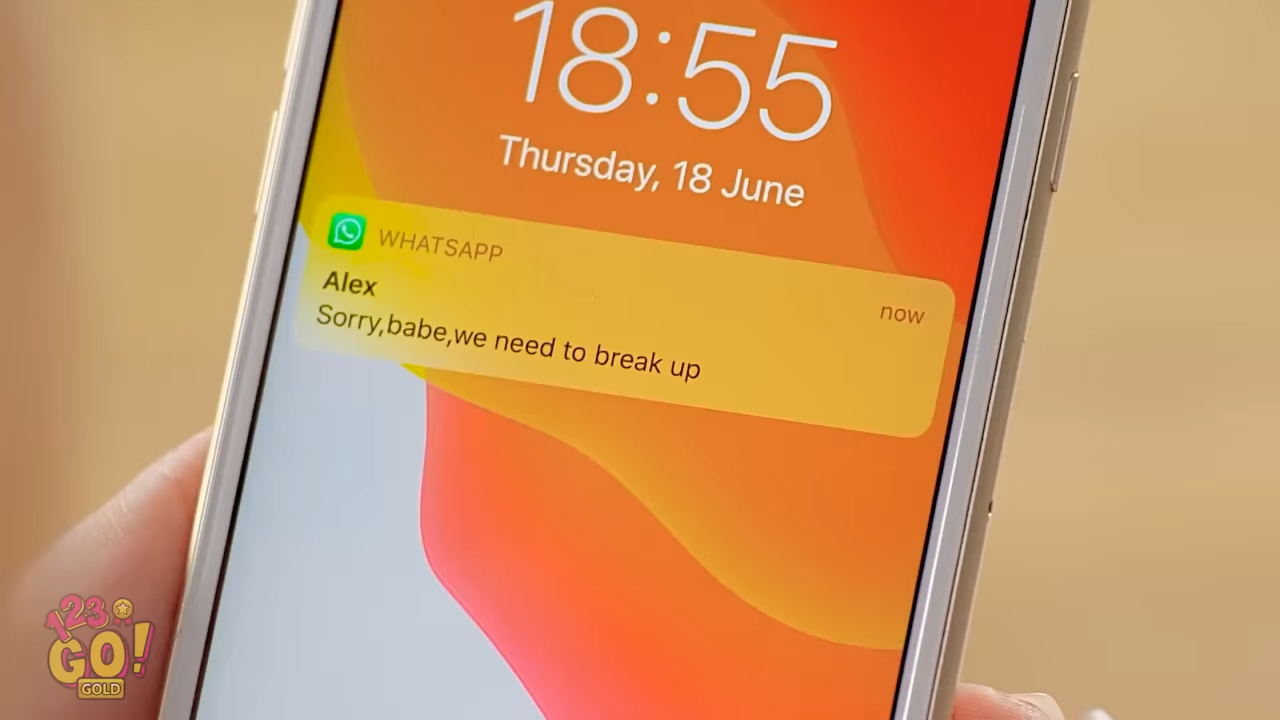 18:55
Thursday, 18 June
WHATSAPP
now
Alex
Sorry,babe,we need to break up
123
GO!
GOLD